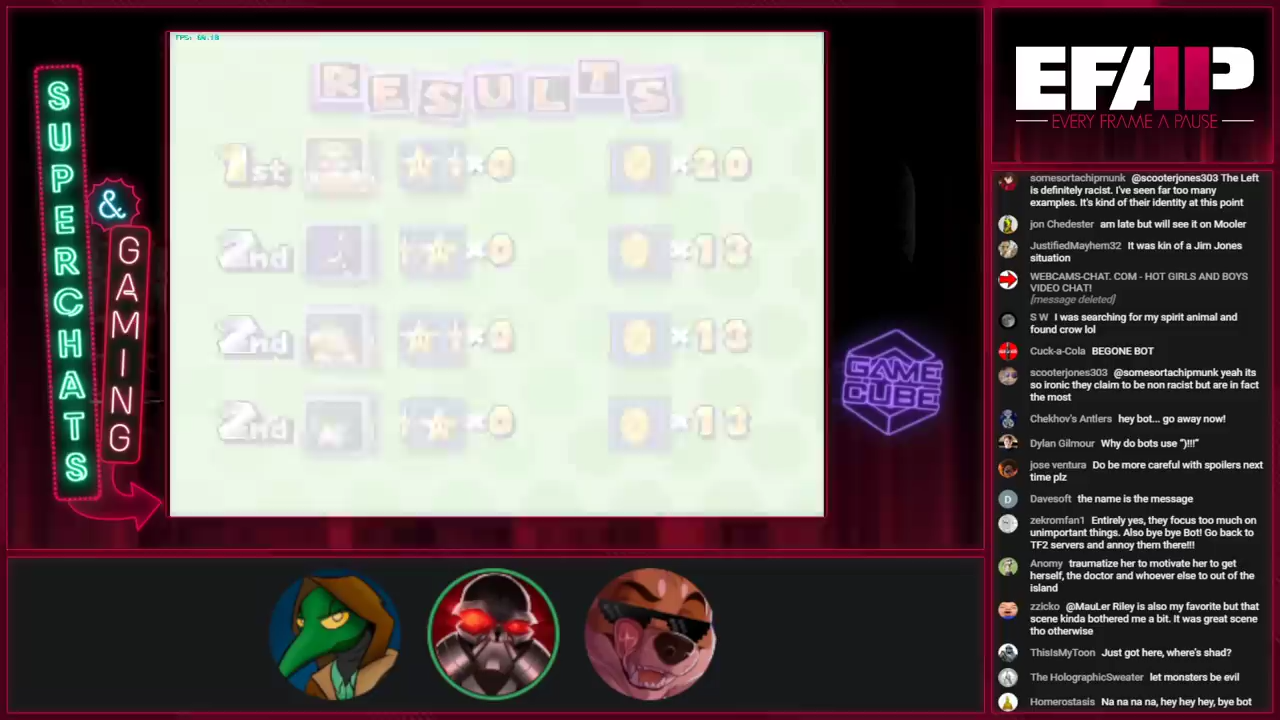 FPS: 60.18
SUPERCHATS
&
GAMING
RESULTS
1st ×0 ×20
2nd ×0 ×13
2nd ×0 ×13
2nd ×0 ×13
GAME
CUBE
EFAP
EVERY FRAME A PAUSE
somesortachipmunk @scooterjones303 The Left
is definitely racist. I've seen far too many
examples. It's kind of their identity at this point
jon Chedester am late but will see it on Mooler
JustifiedMayhem32 It was kin of a Jim Jones
situation
WEBCAMS-CHAT. COM - HOT GIRLS AND BOYS
VIDEO CHAT!
[message deleted]
S W I was searching for my spirit animal and
found crow lol
Cuck-a-Cola BEGONE BOT
scooterjones303 @somesortachipmunk yeah its
so ironic they claim to be non racist but are in fact
the most
Chekhov's Antlers hey bot... go away now!
Dylan Gilmour Why do bots use ")!!!"
jose ventura Do be more careful with spoilers next
time plz
D
Davesoft the name is the message
zekromfan1 Entirely yes, they focus too much on
unimportant things. Also bye bye Bot! Go back to
TF2 servers and annoy them there!!!
Anomy traumatize her to motivate her to get
herself, the doctor and whoever else to out of the
island
zzicko @MauLer Riley is also my favorite but that
scene kinda bothered me a bit. It was great scene
tho otherwise
ThisIsMyToon Just got here, where's shad?
The HolographicSweater let monsters be evil
Homerostasis Na na na na, hey hey hey, bye bot